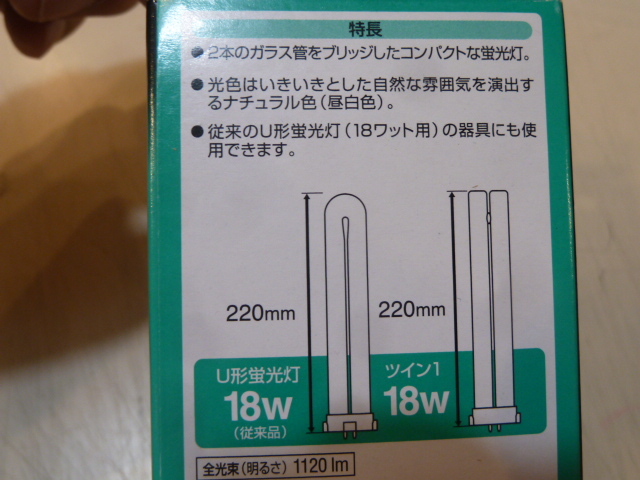 特長
●2本のガラス管をブリッジしたコンパクトな蛍光灯。
●光色はいきいきとした自然な雰囲気を演出す
るナチュラル色(昼白色)。
●従来のU形蛍光灯(18ワット用)の器具にも使
用できます。
220mm
220mm
U形蛍光灯
18W
(従来品)
ツイン1
18W
全光束(明るさ) 1120 lm